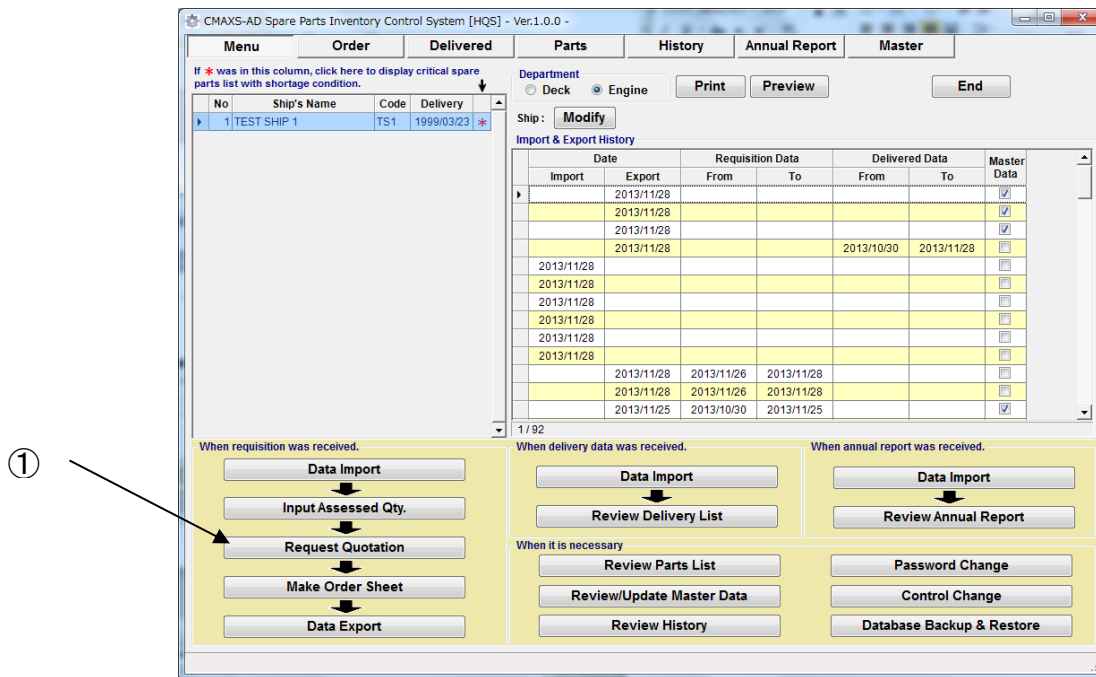 CMAXS-AD Spare Parts Inventory Control System [HQS] - Ver.1.0.0 -
Menu Order Delivered Parts History Annual Report Master
If * was in this column, click here to display critical spare
parts list with shortage condition.
No Ship's Name Code Delivery
1 TEST SHIP 1 TS1 1999/03/23 *
Department
Deck Engine Print Preview End
Ship : Modify
Import & Export History
Date Requisition Data Delivered Data Master
Data
Import Export From To From To
2013/11/28
2013/11/28
2013/11/28
2013/11/28 2013/10/30 2013/11/28
2013/11/28
2013/11/28
2013/11/28
2013/11/28
2013/11/28
2013/11/28
2013/11/28 2013/11/26 2013/11/28
2013/11/28 2013/11/26 2013/11/28
2013/11/25 2013/10/30 2013/11/25
1 / 92
①
When requisition was received.
Data Import
Input Assessed Qty.
Request Quotation
Make Order Sheet
Data Export
When delivery data was received.
Data Import
Review Delivery List
When annual report was received.
Data Import
Review Annual Report
When it is necessary
Review Parts List
Review/Update Master Data
Review History
Password Change
Control Change
Database Backup & Restore